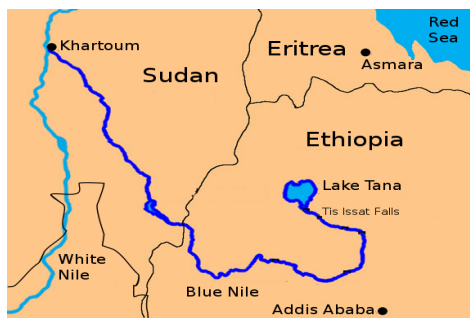 Red
Sea
Khartoum
Eritrea
Asmara
Sudan
Ethiopia
Lake Tana
Tis Issat Falls
White
Nile
Blue Nile
Addis Ababa